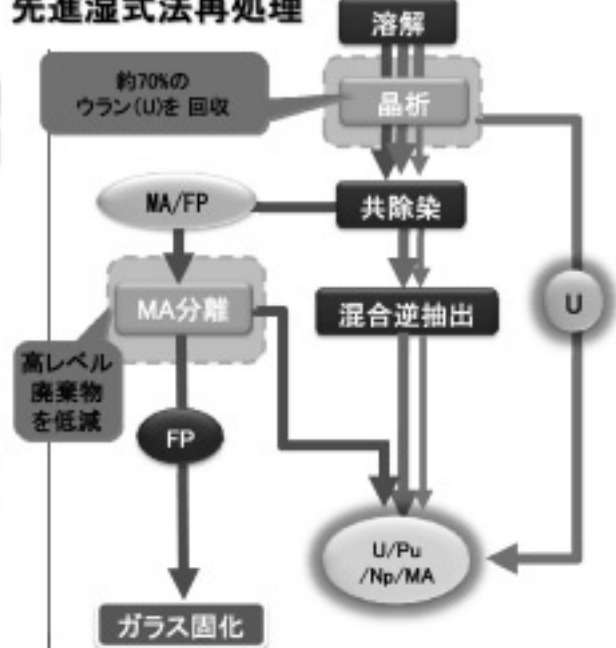 先進湿式法再処理
溶解
約70%の
ウラン(U)を 回収
晶析
MA/FP
共除染
MA分離
混合逆抽出
U
高レベル
廃棄物
を低減
FP
U/Pu
/Np/MA
ガラス固化